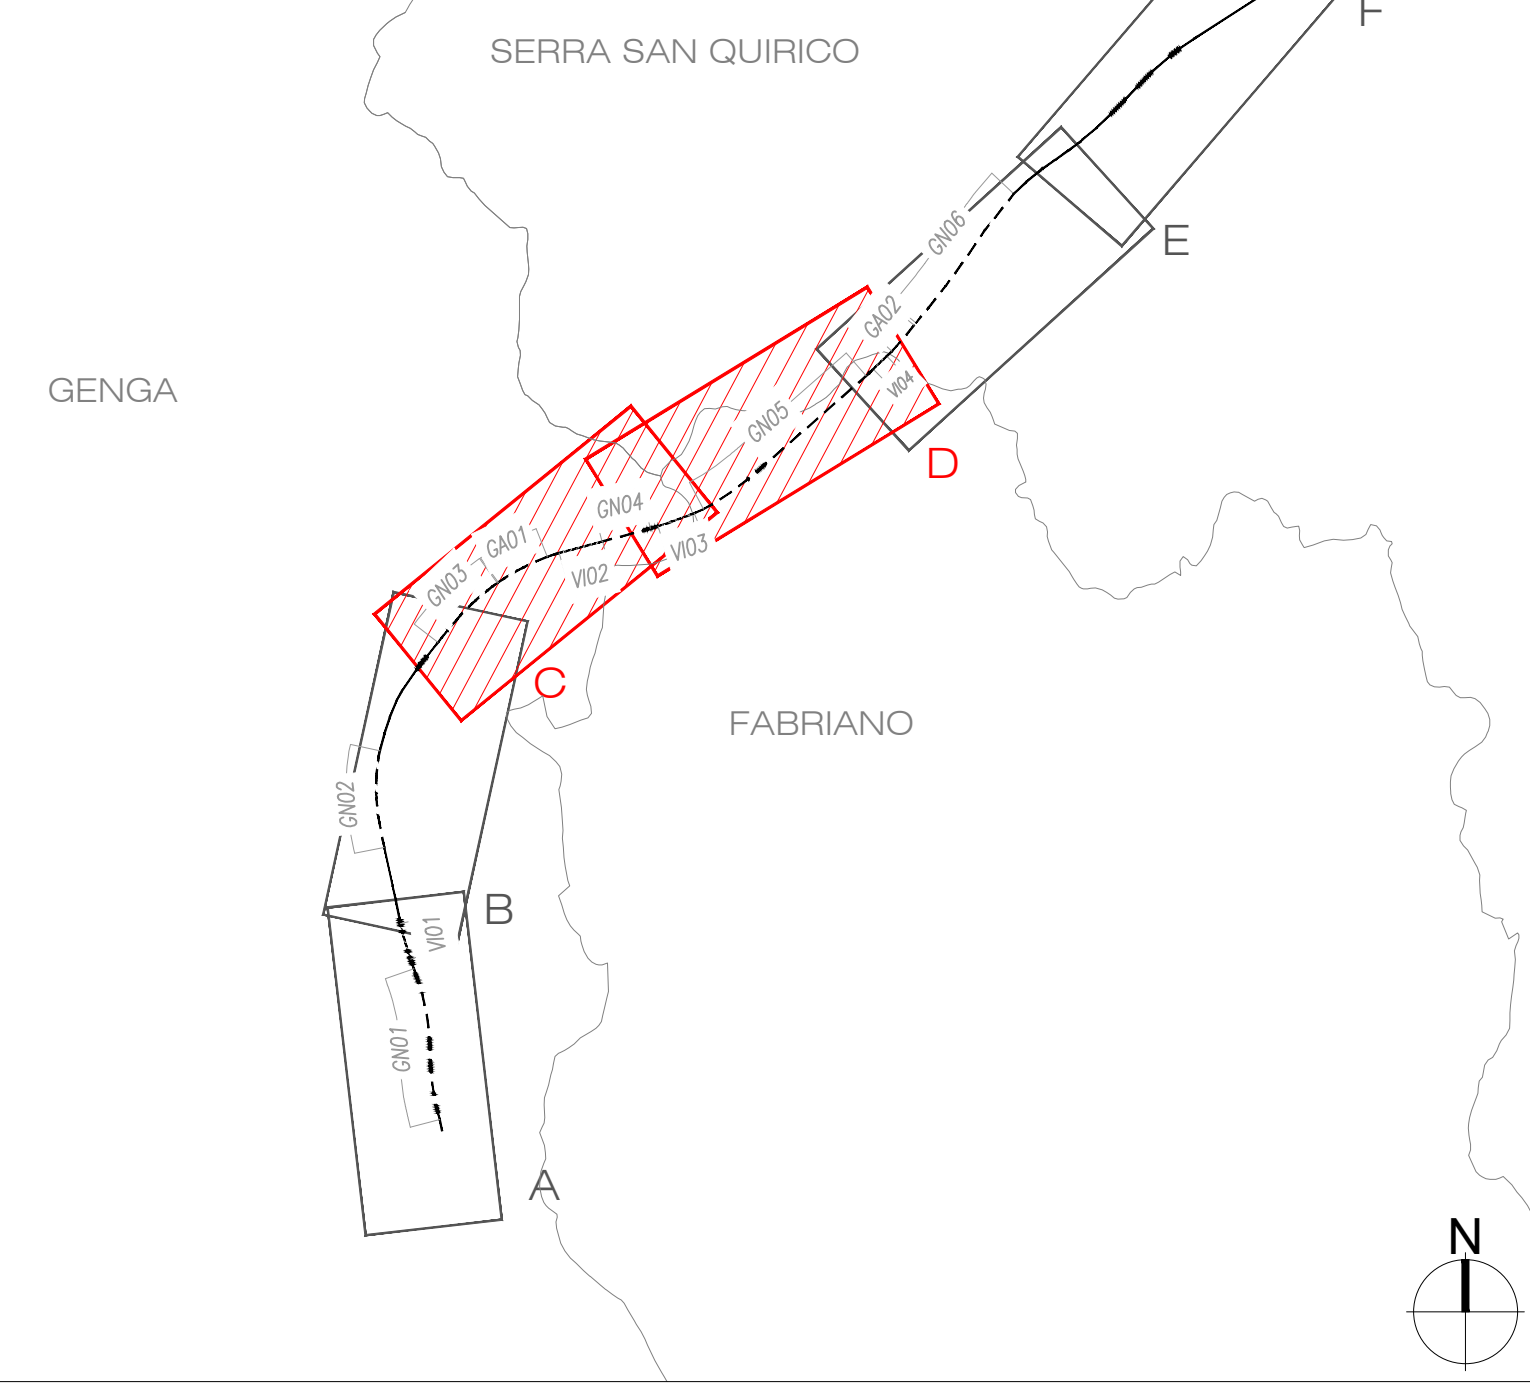 F
SERRA SAN QUIRICO
GN06
E
GA02
GENGA
VI04
GN05
D
GN04
GA01
VI03
VI02
GN03
C
FABRIANO
GN02
B
VI01
GN01
A
N